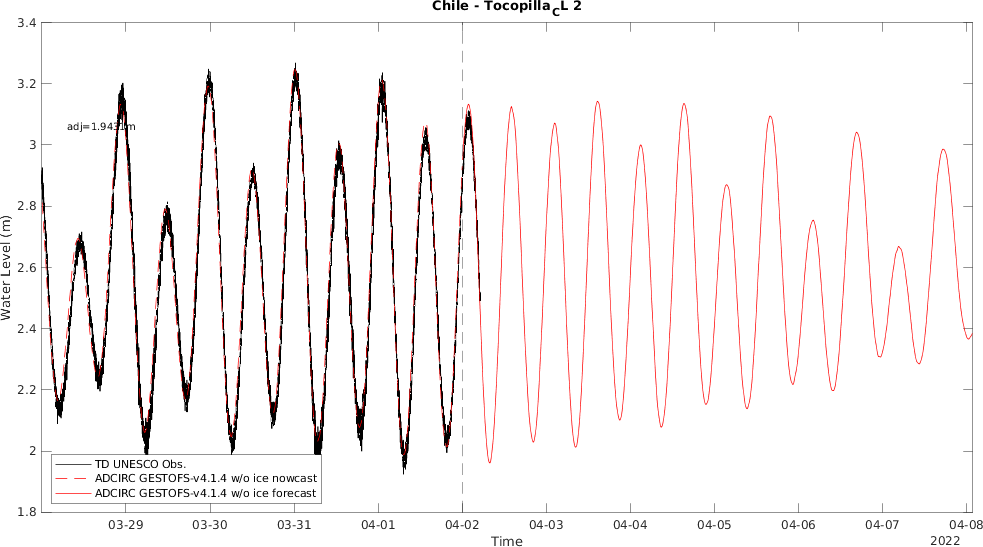 Chile - Tocopilla_CL 2
3.4
3.2
3
2.8
2.6
2.4
2.2
2
1.8
Water Level (m)
adj=1.9431m
TD UNESCO Obs.
ADCIRC GESTOFS-v4.1.4 w/o ice nowcast
ADCIRC GESTOFS-v4.1.4 w/o ice forecast
03-29 03-30 03-31 04-01 04-02 04-03 04-04 04-05 04-06 04-07 04-08
Time
2022